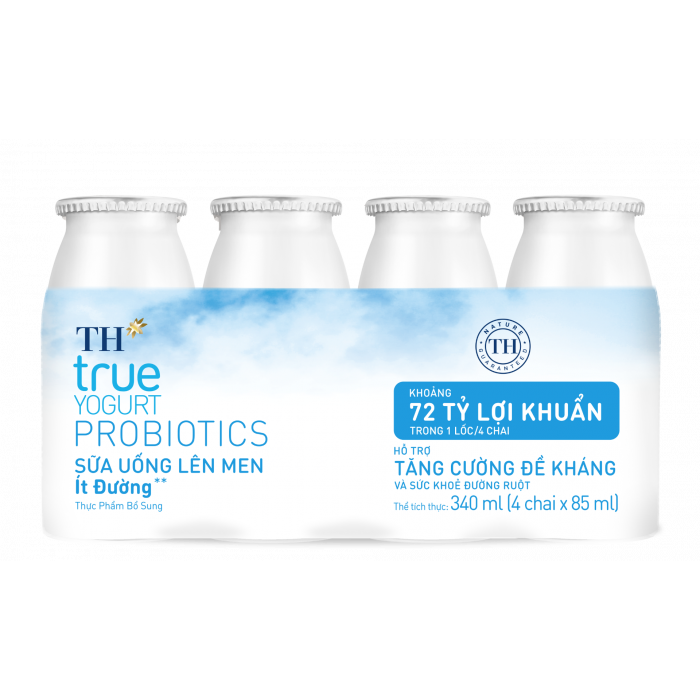 TH
true
YOGURT
PROBIOTICS
SỮA UỐNG LÊN MEN
Ít Đường**
Thực Phẩm Bổ Sung
NATURE
TH
GUARANTEED
KHOẢNG
72 TỶ LỢI KHUẨN
TRONG 1 LỐC/4 CHAI
HỖ TRỢ
TĂNG CƯỜNG ĐỀ KHÁNG
VÀ SỨC KHOẺ ĐƯỜNG RUỘT
Thể tích thực: 340 ml (4 chai x 85 ml)